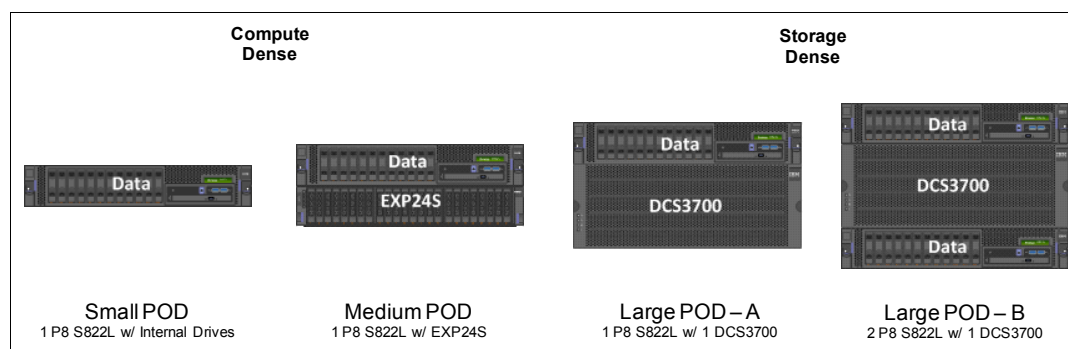 Compute
Dense
Storage
Dense
Data
Data
EXP24S
Data
DCS3700
Data
DCS3700
Data
Small POD
1 P8 S822L w/ Internal Drives
Medium POD
1 P8 S822L w/ EXP24S
Large POD – A
1 P8 S822L w/ 1 DCS3700
Large POD – B
2 P8 S822L w/ 1 DCS3700